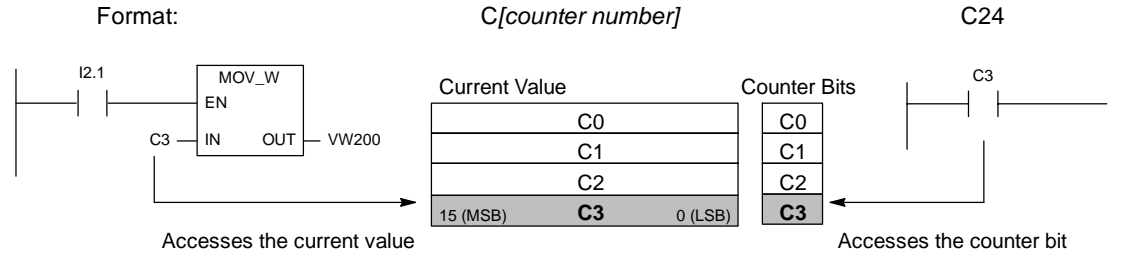 Format: C[counter number] C24
I2.1
MOV_W
EN
C3 IN OUT VW200
Current Value
C0
C1
C2
15 (MSB) C3 0 (LSB)
Counter Bits
C0
C1
C2
C3
C3
Accesses the current value
Accesses the counter bit